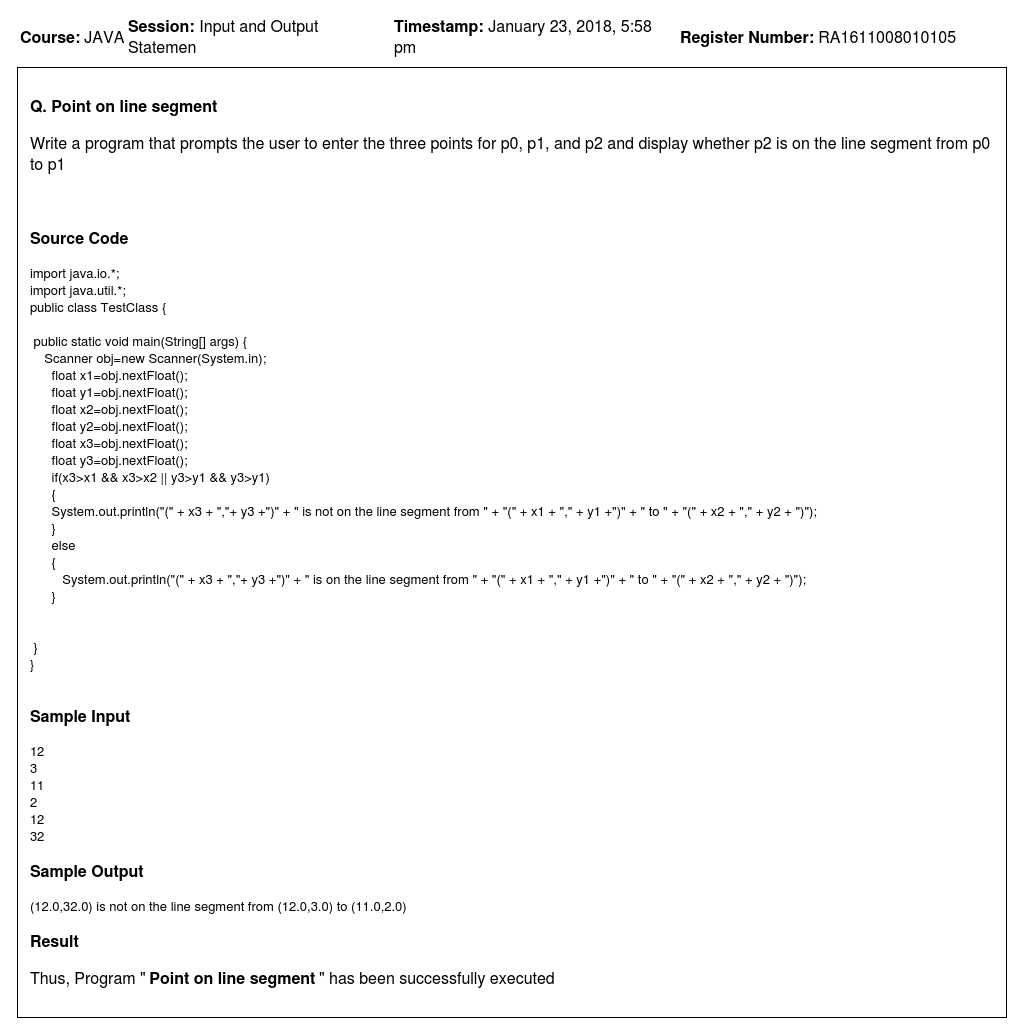 Course: JAVA Session: Input and Output Statemen Timestamp: January 23, 2018, 5:58 pm Register Number: RA1611008010105
Q. Point on line segment
Write a program that prompts the user to enter the three points for p0, p1, and p2 and display whether p2 is on the line segment from p0
to p1
Source Code
import java.io.*;
import java.util.*;
public class TestClass {
public static void main(String[] args) {
Scanner obj=new Scanner(System.in);
float x1=obj.nextFloat();
float y1=obj.nextFloat();
float x2=obj.nextFloat();
float y2=obj.nextFloat();
float x3=obj.nextFloat();
float y3=obj.nextFloat();
if(x3>x1 && x3>x2 || y3>y1 && y3>y1)
{
System.out.println("(" + x3 + ","+ y3 +")" + " is not on the line segment from " + "(" + x1 + "," + y1 +")" + " to " + "(" + x2 + "," + y2 + ")");
}
else
{
System.out.println("(" + x3 + ","+ y3 +")" + " is on the line segment from " + "(" + x1 + "," + y1 +")" + " to " + "(" + x2 + "," + y2 + ")");
}
}
}
Sample Input
12
3
11
2
12
32
Sample Output
(12.0,32.0) is not on the line segment from (12.0,3.0) to (11.0,2.0)
Result
Thus, Program " Point on line segment " has been successfully executed